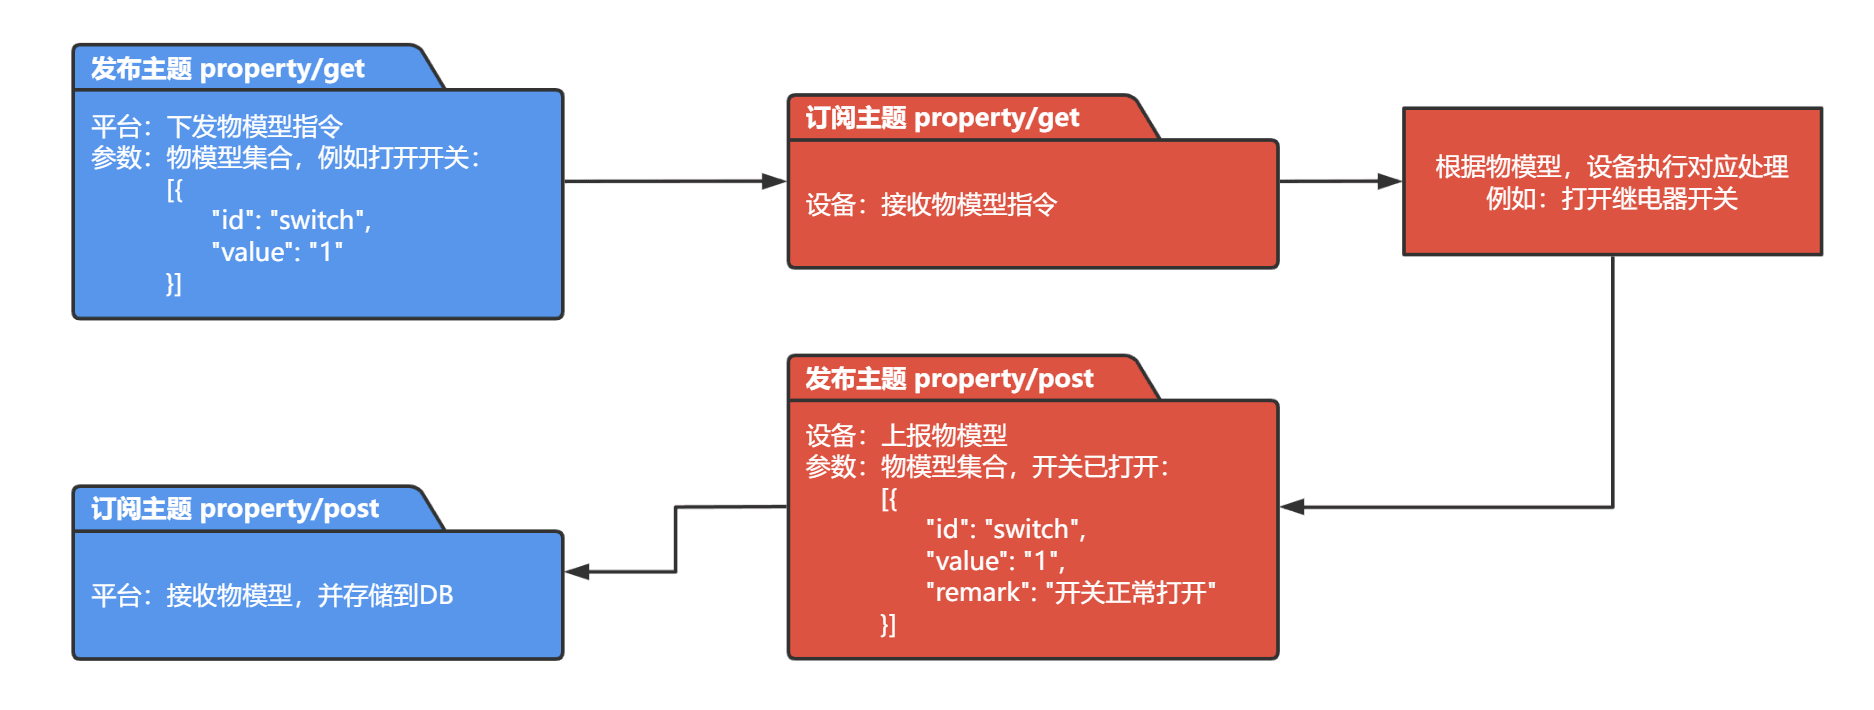 发布主题 property/get
平台：下发物模型指令
参数：物模型集合，例如打开开关：
[{
"id": "switch",
"value": "1"
}]
订阅主题 property/get
设备：接收物模型指令
根据物模型，设备执行对应处理
例如：打开继电器开关
发布主题 property/post
设备：上报物模型
参数：物模型集合，开关已打开：
[{
"id": "switch",
"value": "1",
"remark": "开关正常打开"
}]
订阅主题 property/post
平台：接收物模型，并存储到DB